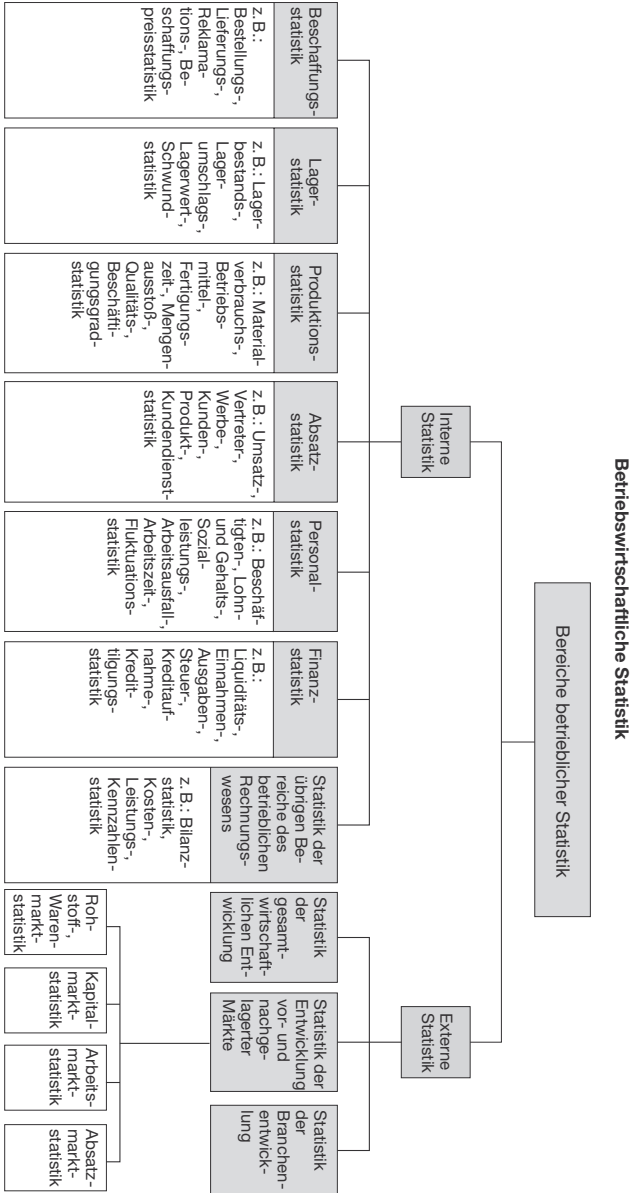 Betriebswirtschaftliche Statistik
Bereiche betrieblicher Statistik
Interne
Statistik
Externe
Statistik
Beschaffungs-
statistik
z. B.:
Bestellungs-,
Lieferungs-,
Reklama-
tions-, Be-
schaffungs-
preisstatistik
Lager-
statistik
z. B.: Lager-
bestands-,
Lager-
umschlags-,
Lagerwert-,
Schwund-
statistik
Produktions-
statistik
z. B.: Material-
verbrauchs-,
Betriebs-
mittel-,
Fertigungs-
zeit-, Mengen-
ausstoß-,
Qualitäts-,
Beschäfti-
gungsgrad-
statistik
Absatz-
statistik
z. B.: Umsatz-,
Vertreter-,
Werbe-,
Kunden-,
Produkt-,
Kundendienst-
statistik
Personal-
statistik
z. B.: Beschäf-
tigten-, Lohn-
und Gehalts-,
Sozial-
leistungs-,
Arbeitsausfall-,
Arbeitszeit-,
Fluktuations-
statistik
Finanz-
statistik
z. B.:
Liquiditäts-,
Einnahmen-,
Ausgaben-,
Steuer-,
Kreditauf-
nahme-,
Kredit-
tilgungs-
statistik
Statistik der
übrigen Be-
reiche des
betrieblichen
Rechnungs-
wesens
z. B.: Bilanz-
statistik,
Kosten-,
Leistungs-,
Kennzahlen-
statistik
Statistik
der
gesamt-
wirtschaft-
lichen Ent-
wicklung
Statistik der
Entwicklung
vor- und
nachge-
lagerter
Märkte
Statistik
der
Branchen-
entwick-
lung
Roh-
stoff-,
Waren-
markt-
statistik
Kapital-
markt-
statistik
Arbeits-
markt-
statistik
Absatz-
markt-
statistik